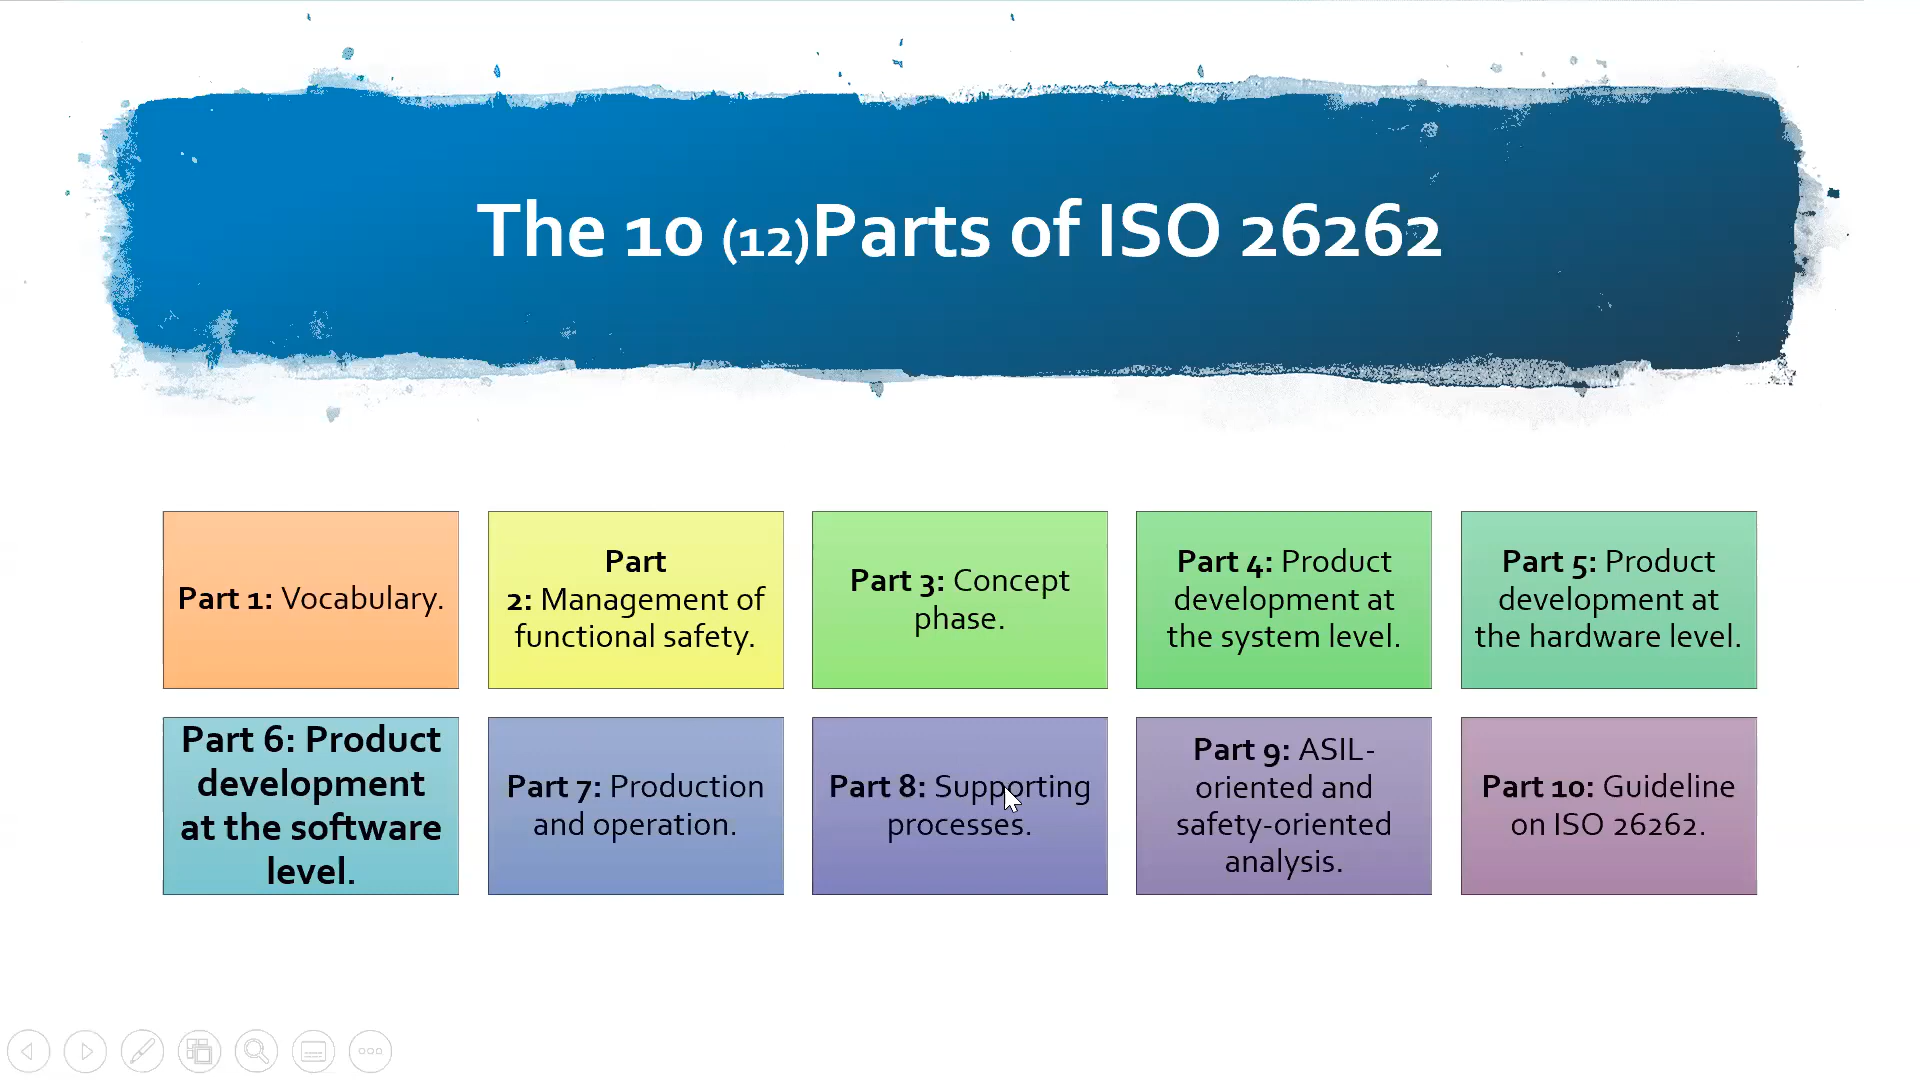 The 10 (12)Parts of ISO 26262
Part 1: Vocabulary.
Part
2: Management of
functional safety.
Part 3: Concept
phase.
Part 4: Product
development at
the system level.
Part 5: Product
development at
the hardware level.
Part 6: Product
development
at the software
level.
Part 7: Production
and operation.
Part 8: Supporting
processes.
Part 9: ASIL-
oriented and
safety-oriented
analysis.
Part 10: Guideline
on ISO 26262.